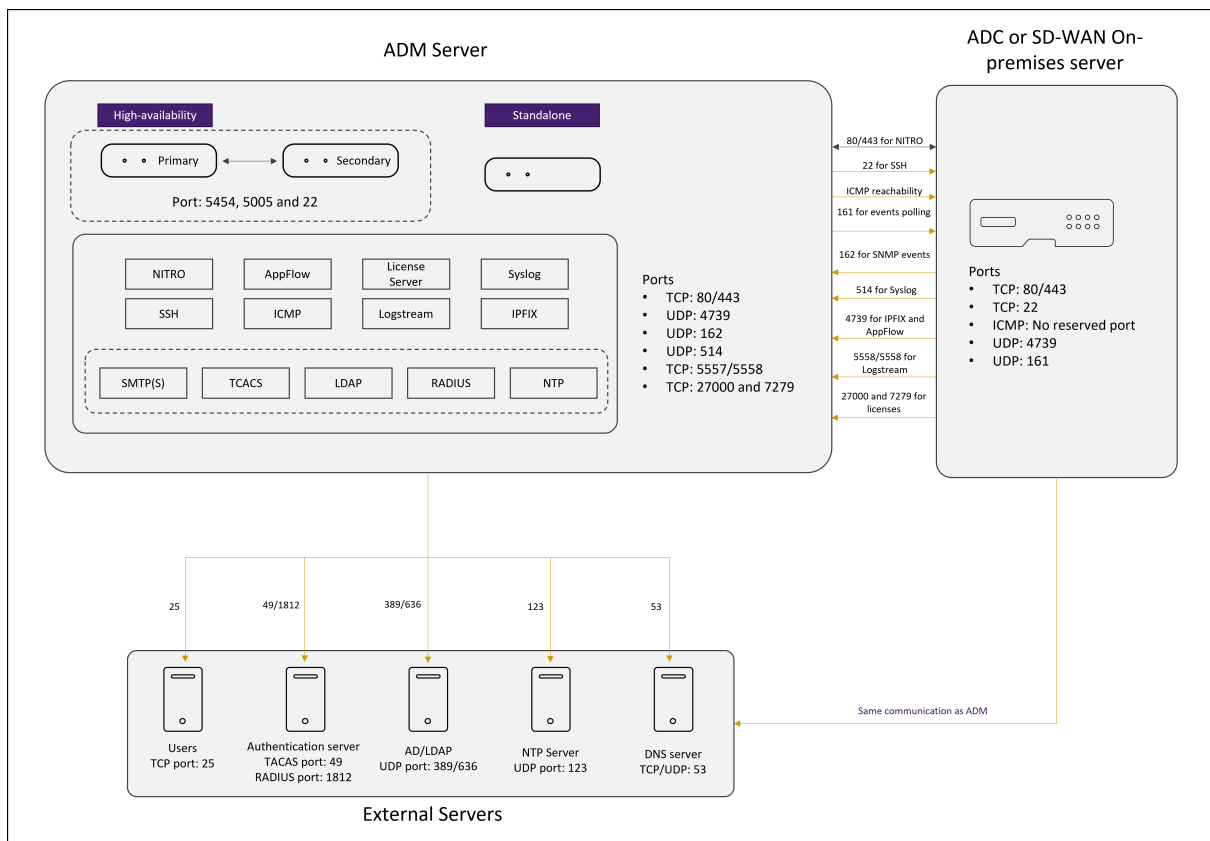 ADM Server
ADC or SD-WAN On-
premises server
High-availability
Standalone
Primary
Secondary
Port: 5454, 5005 and 22
NITRO
AppFlow
License
Server
Syslog
SSH
ICMP
Logstream
IPFIX
SMTP(S)
TCACS
LDAP
RADIUS
NTP
Ports
• TCP: 80/443
• UDP: 4739
• UDP: 162
• UDP: 514
• TCP: 5557/5558
• TCP: 27000 and 7279
80/443 for NITRO
22 for SSH
ICMP reachability
161 for events polling
162 for SNMP events
514 for Syslog
4739 for IPFIX and
AppFlow
5558/5558 for
Logstream
27000 and 7279 for
licenses
Ports
• TCP: 80/443
• TCP: 22
• ICMP: No reserved port
• UDP: 4739
• UDP: 161
25
49/1812
389/636
123
53
Users
TCP port: 25
Authentication server
TACAS port: 49
RADIUS port: 1812
AD/LDAP
UDP port: 389/636
NTP Server
UDP port: 123
DNS server
TCP/UDP: 53
Same communication as ADM
External Servers